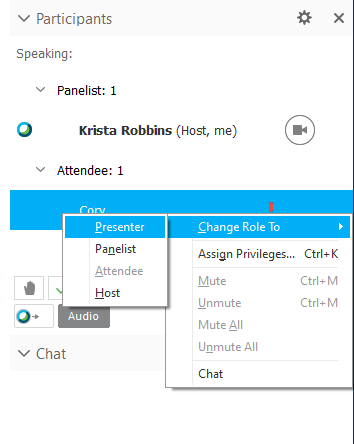 Participants
Speaking:
Panelist: 1
Krista Robbins (Host, me)
Attendee: 1
Cory
Presenter
Panelist
Attendee
Host
Change Role To
Assign Privileges... Ctrl+K
Mute Ctrl+M
Unmute Ctrl+M
Mute All
Unmute All
Chat
Audio
Chat